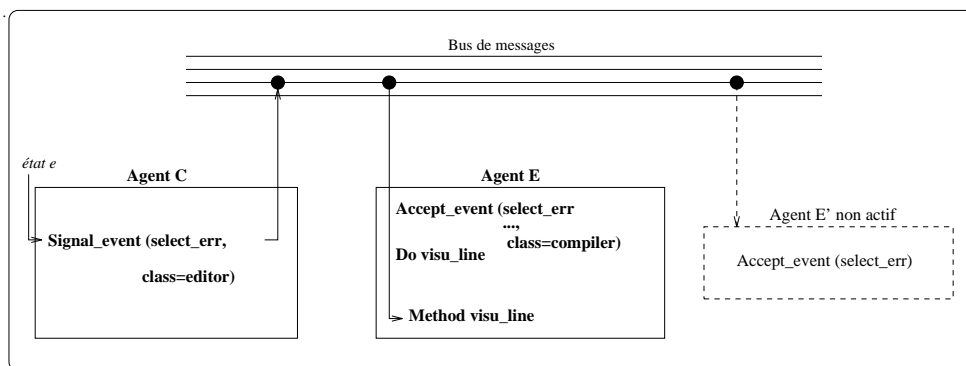 Bus de messages
état e
Agent C
Signal_event (select_err,
class=editor)
Agent E
Accept_event (select_err
...,
class=compiler)
Do visu_line
Method visu_line
Agent E’ non actif
Accept_event (select_err)